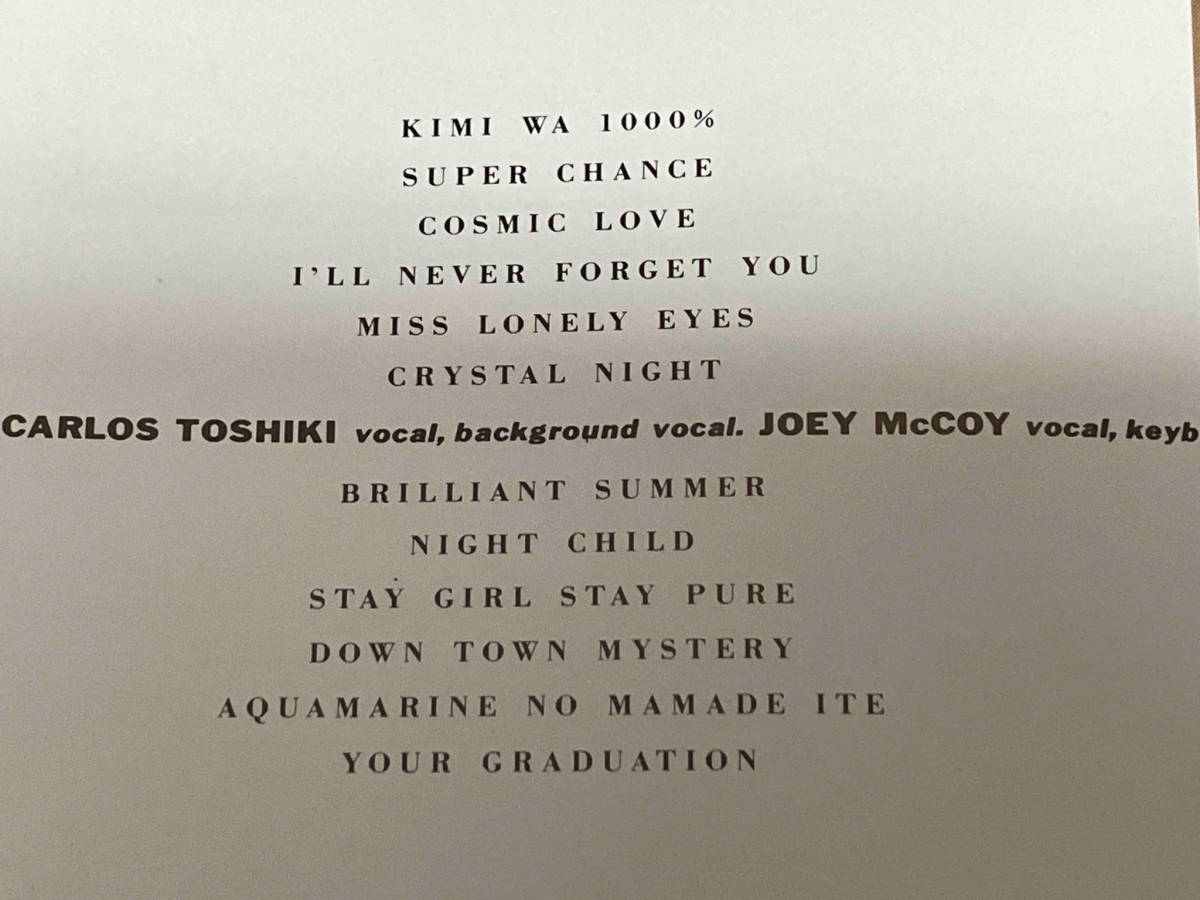 KIMI WA 1000%
SUPER CHANCE
COSMIC LOVE
I'LL NEVER FORGET YOU
MISS LONELY EYES
CRYSTAL NIGHT
CARLOS TOSHIKI vocal, background vocal. JOEY McCOY vocal, keyb
BRILLIANT SUMMER
NIGHT CHILD
STAY GIRL STAY PURE
DOWN TOWN MYSTERY
AQUAMARINE NO MAMADE ITE
YOUR GRADUATION